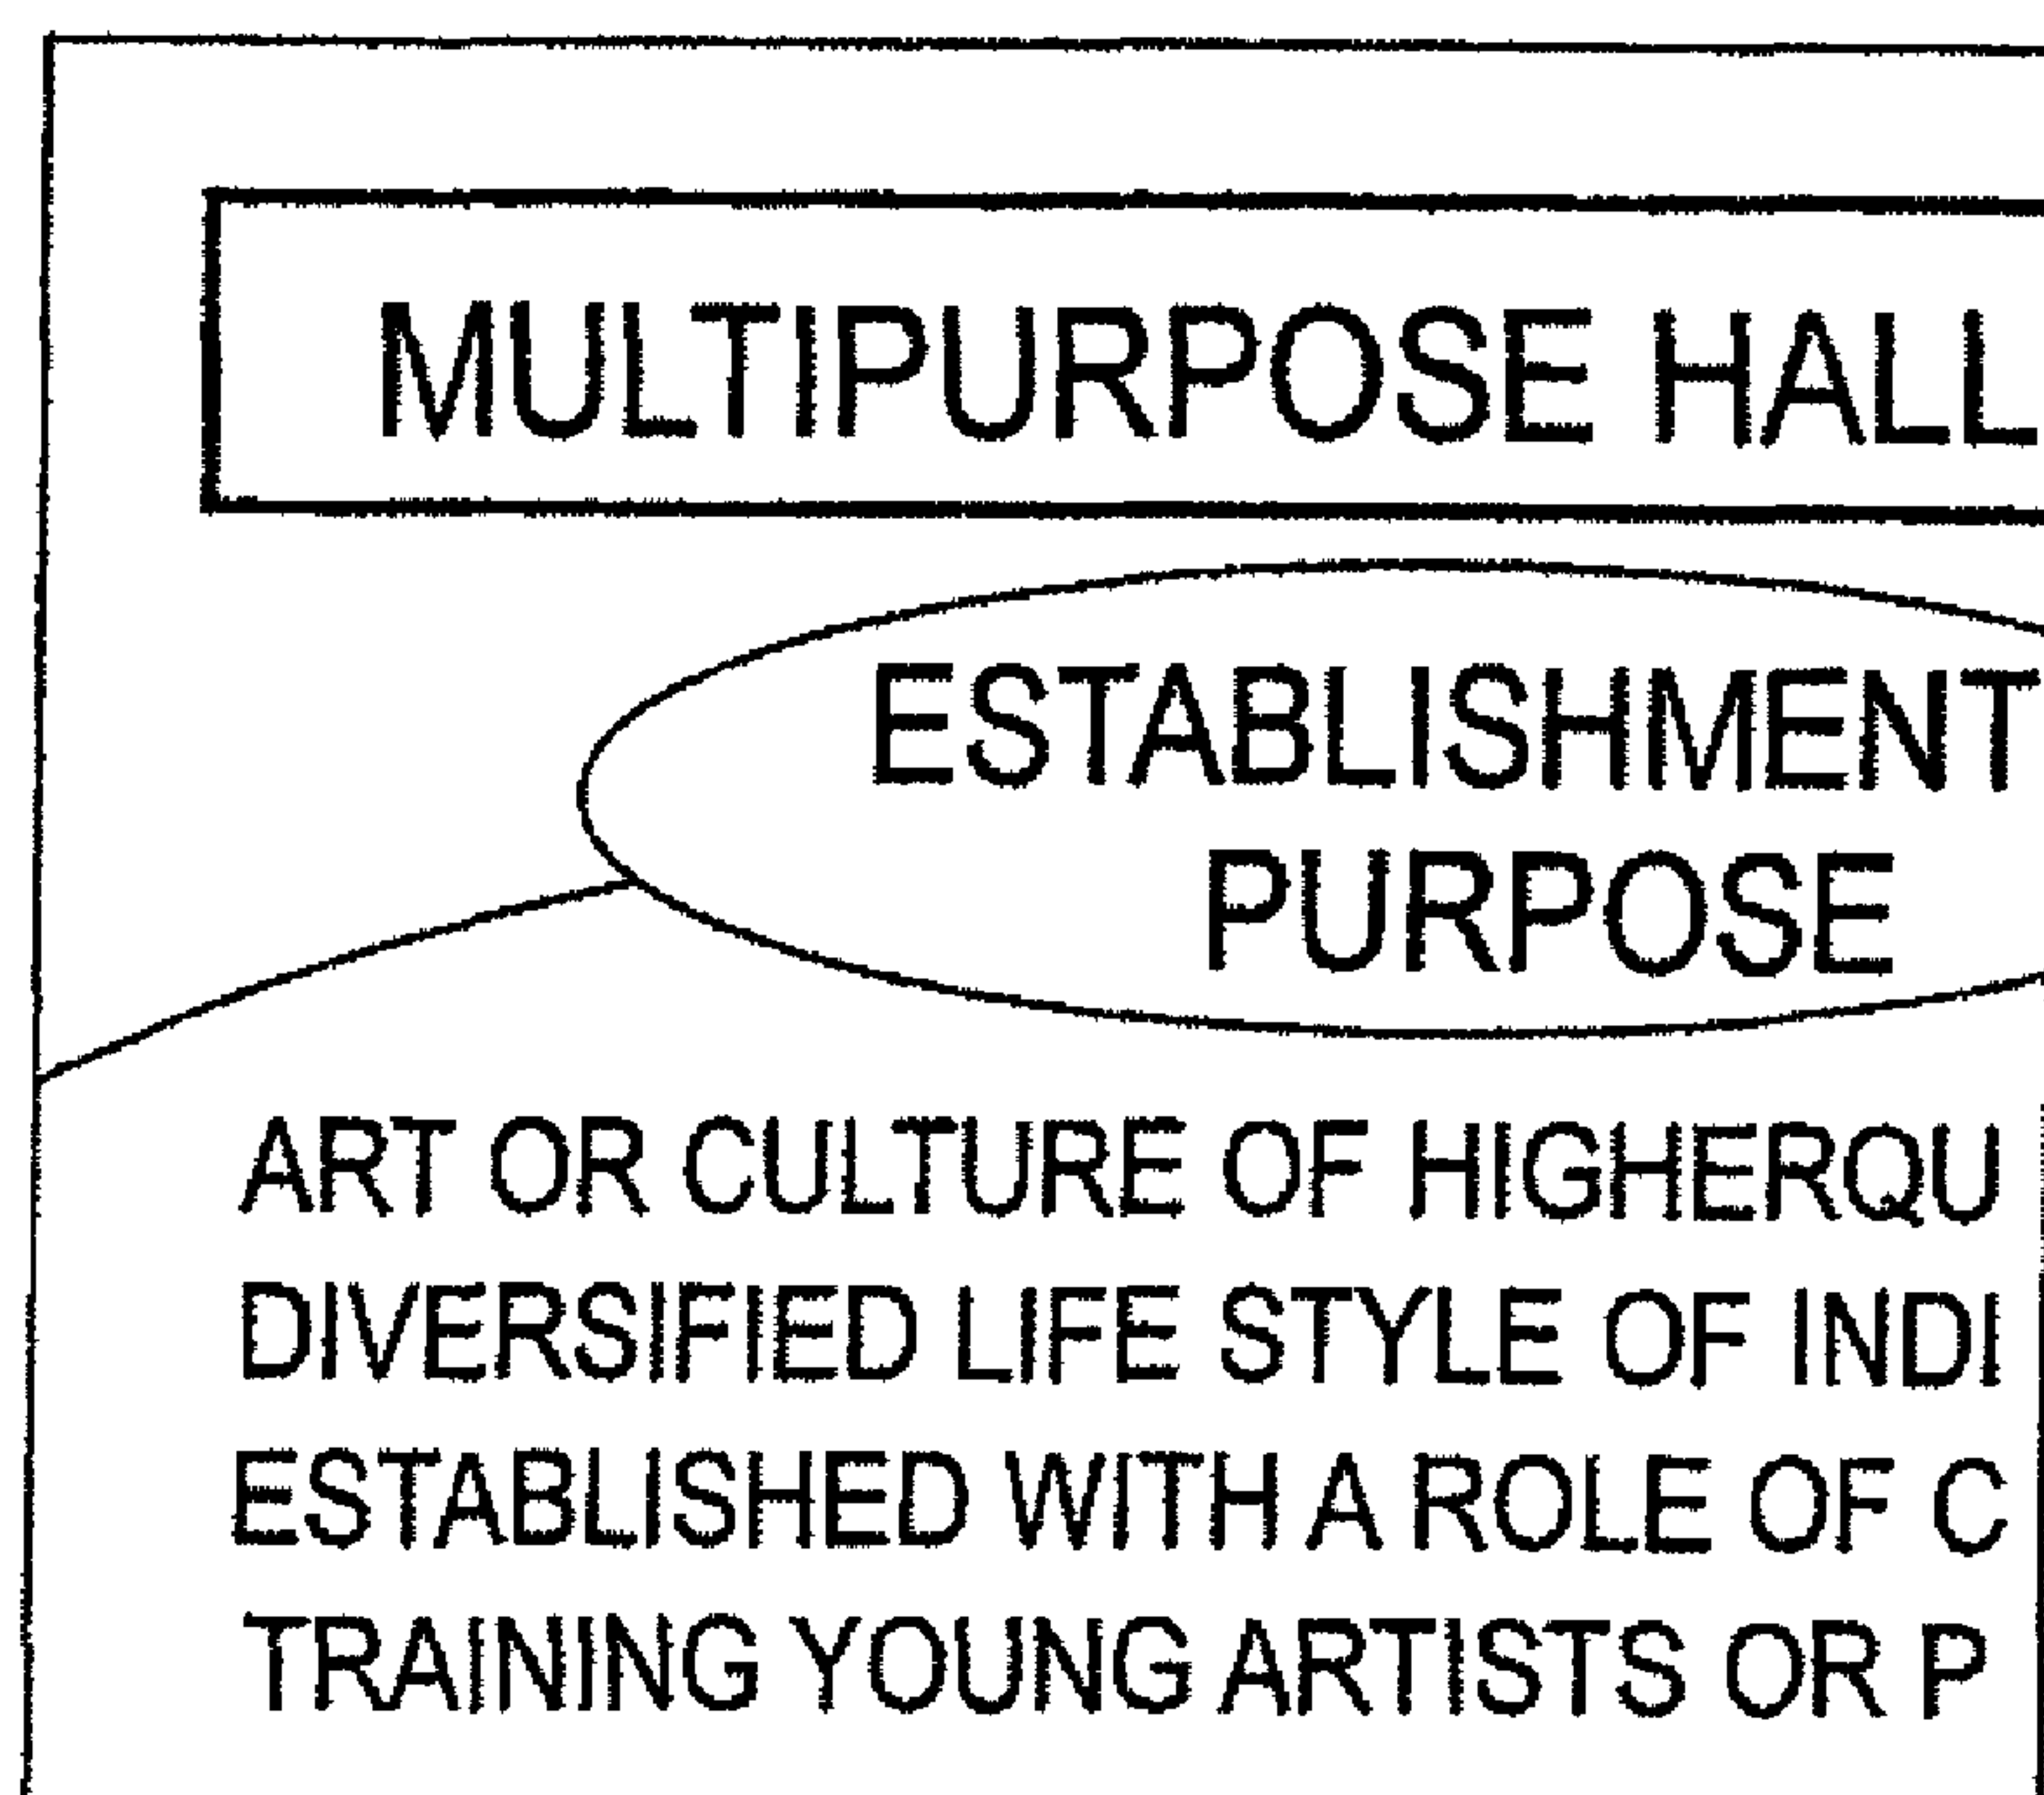 MULTIPURPOSE HALL
ESTABLISHMENT
PURPOSE
ART OR CULTURE OF HIGHERQU
DIVERSIFIED LIFE STYLE OF INDI
ESTABLISHED WITH A ROLE OF C
TRAINING YOUNG ARTISTS OR P